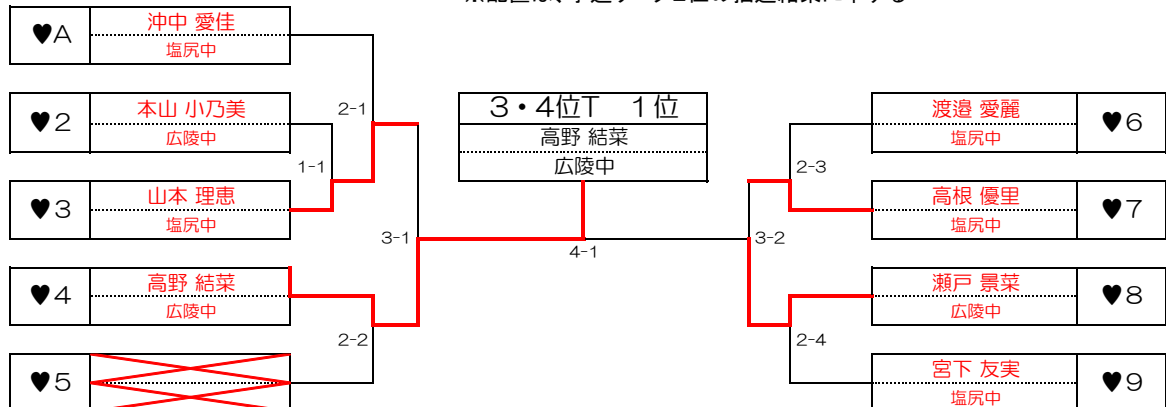 ♥A
沖中 愛佳
塩尻中
♥2
本山 小乃美
広陵中
♥3
山本 理恵
塩尻中
♥4
高野 結菜
広陵中
♥5
1-1
2-1
2-2
3-1
3・4位T 1位
高野 結菜
広陵中
4-1
3-2
2-3
2-4
渡邉 愛麗
塩尻中
♥6
高根 優里
塩尻中
♥7
瀬戸 景菜
広陵中
♥8
宮下 友実
塩尻中
♥9